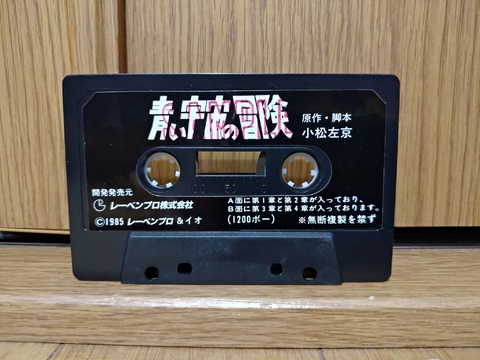 青い宇宙の冒険
原作・脚本
小松左京
開発発売元
レーベンプロ株式会社
©1985 レーベンプロ &イオ
A面に第1章と第2章が入っており、
B面に第3章と第4章が入っております。
(1200ボー)
※無断複製を禁ず